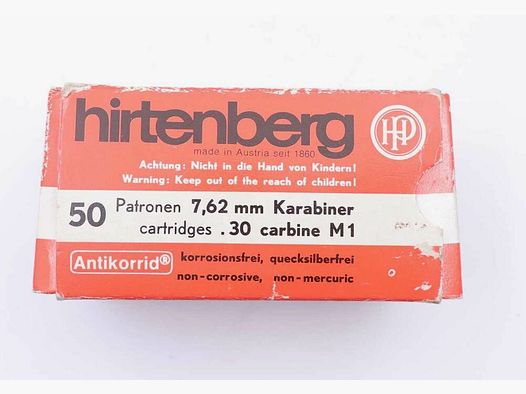 hirtenberg
HP
made in Austria seit 1860
Achtung: Nicht in die Hand von Kindern!
Warning: Keep out of the reach of children!
50 Patronen 7,62 mm Karabiner
cartridges .30 carbine M1
Antikorrid® korrosionsfrei, quecksilberfrei
non-corrosive, non-mercuric